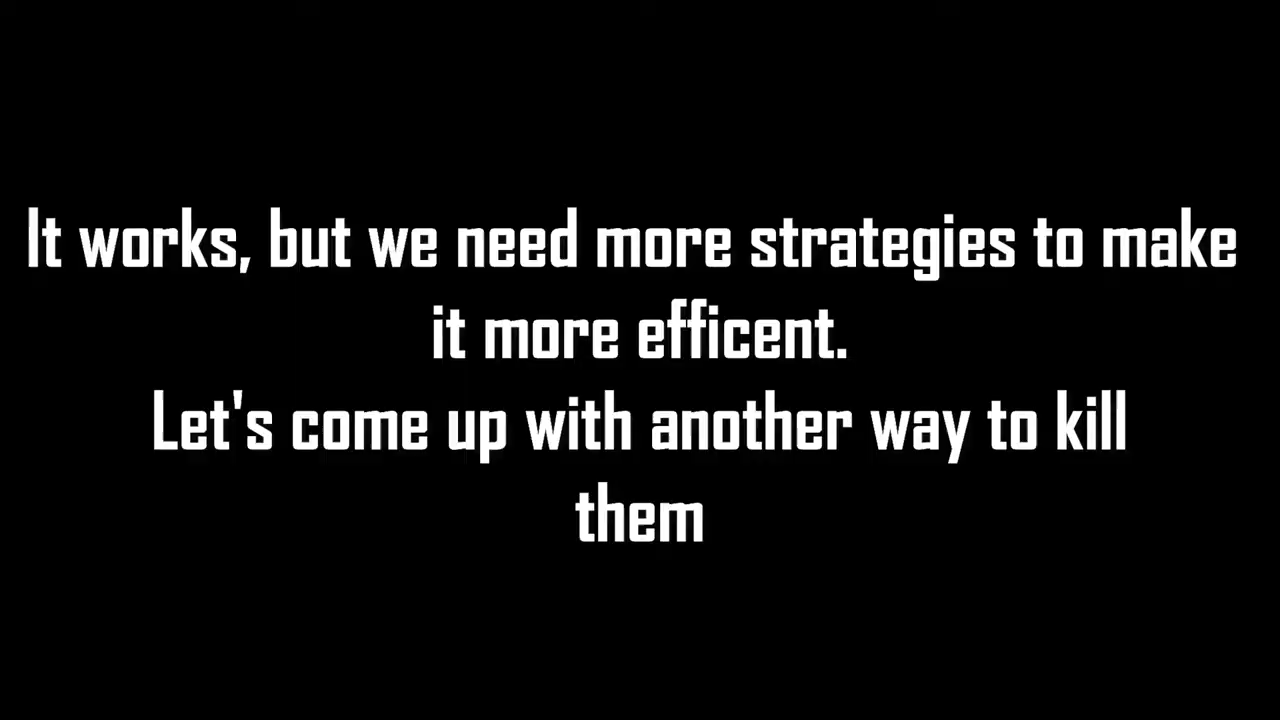 It works, but we need more strategies to make
it more efficent.
Let's come up with another way to kill
them